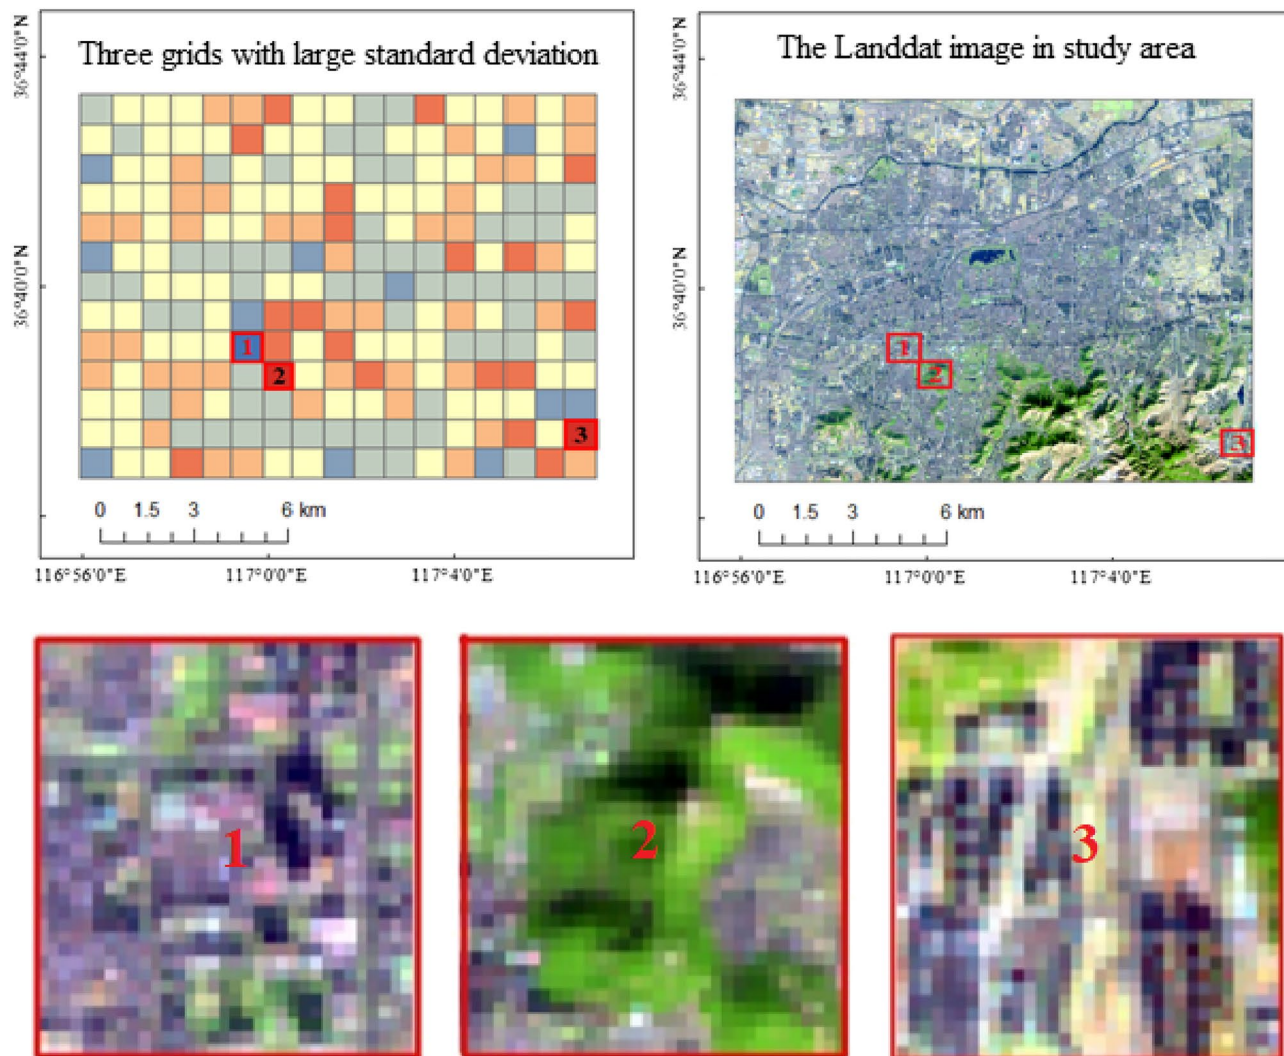 Three grids with large standard deviation
36°44'0"N
36°40'0"N
1
2
3
0 1.5 3 6 km
116°56'0"E 117°0'0"E 117°4'0"E
The Landdat image in study area
36°44'0"N
36°40'0"N
1
2
3
0 1.5 3 6 km
116°56'0"E 117°0'0"E 117°4'0"E
1 2 3